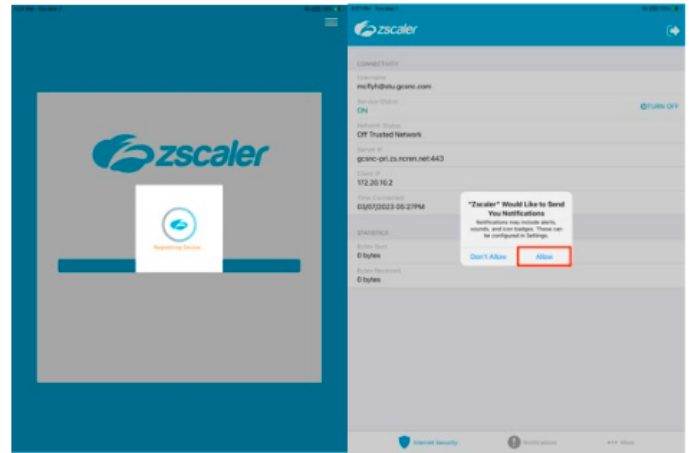 zscaler
Registering Device...
zscaler
CONNECTIVITY
Username
mcflyh@stu.gcsnc.com
Service Status
ON
TURN OFF
Network Status
Off Trusted Network
Server IP
gcsnc-pri.zs.ncren.net:443
Client IP
172.20.10.2
Time Connected
03/07/2023 05:27PM
STATISTICS
Bytes Sent
0 bytes
Bytes Received
0 bytes
"Zscaler" Would Like to Send
You Notifications
Notifications may include alerts,
sounds, and icon badges. These can
be configured in Settings.
Don't Allow
Allow
Internet Security
Notifications
More